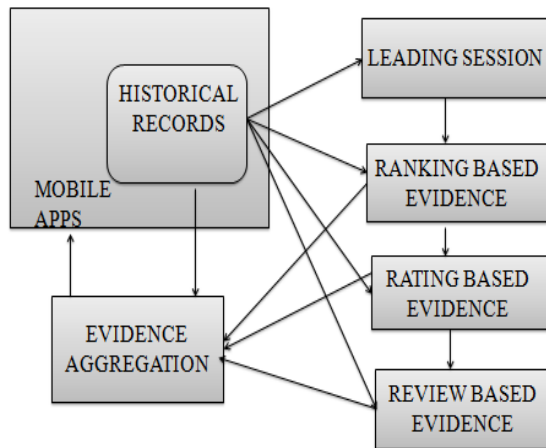 HISTORICAL
RECORDS
MOBILE
APPS
LEADING SESSION
RANKING BASED
EVIDENCE
RATING BASED
EVIDENCE
REVIEW BASED
EVIDENCE
EVIDENCE
AGGREGATION